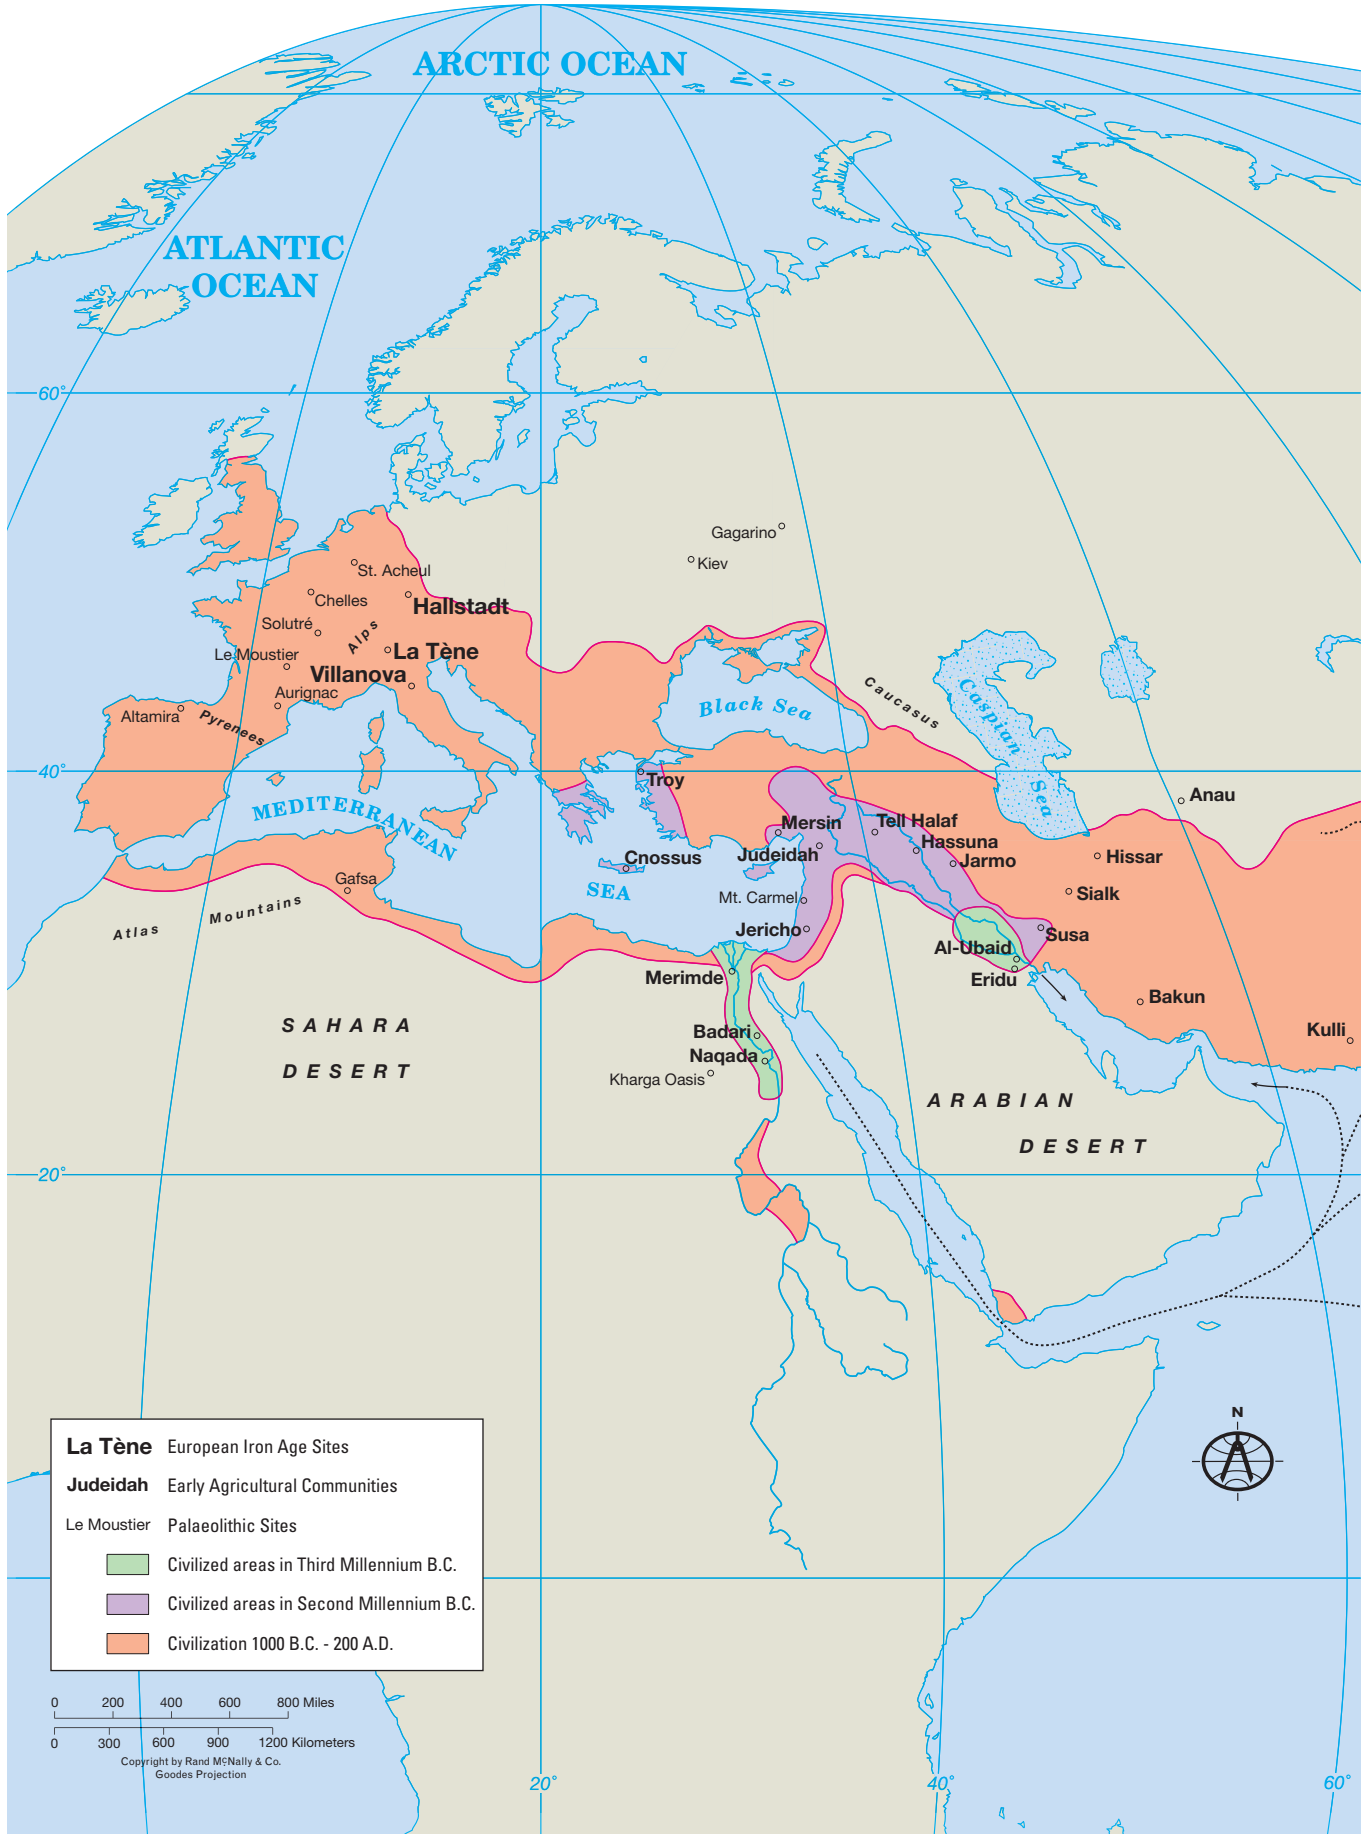 ARCTIC OCEAN
ATLANTIC
OCEAN
60°
Gagarino
Kiev
St. Acheul
Chelles
Hallstadt
Solutré
Alps
La Tène
Le Moustier
Villanova
Aurignac
Altamira
Pyrenees
Black Sea
Caucasus
Caspian Sea
40°
Troy
Anau
MEDITERRANEAN
SEA
Mersin
Tell Halaf
Hassuna
Judeidah
Jarmo
Hissar
Cnossus
Gafsa
Mt. Carmel
Sialk
Atlas
Mountains
Jericho
Susa
Al-Ubaid
Merimde
Eridu
Bakun
SAHARA
DESERT
Badari
Naqada
Kharga Oasis
Kulli
ARABIAN
DESERT
20°
N
La Tène European Iron Age Sites
Judeidah Early Agricultural Communities
Le Moustier Palaeolithic Sites
Civilized areas in Third Millennium B.C.
Civilized areas in Second Millennium B.C.
Civilization 1000 B.C. - 200 A.D.
0 200 400 600 800 Miles
0 300 600 900 1200 Kilometers
Copyright by Rand McNally & Co.
Goodes Projection
20° 40° 60°